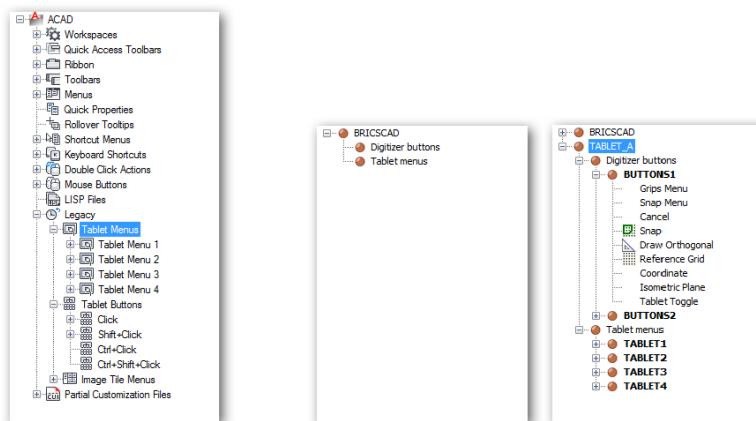 ACAD
Workspaces
Quick Access Toolbars
Ribbon
Toolbars
Menus
Quick Properties
Rollover Tooltips
Shortcut Menus
Keyboard Shortcuts
Double Click Actions
Mouse Buttons
LISP Files
Legacy
Tablet Menus
Tablet Menu 1
Tablet Menu 2
Tablet Menu 3
Tablet Menu 4
Tablet Buttons
Click
Shift+Click
Ctrl+Click
Ctrl+Shift+Click
Image Tile Menus
Partial Customization Files
BRICSCAD
Digitizer buttons
Tablet menus
BRICSCAD
TABLET_A
Digitizer buttons
BUTTONS1
Grips Menu
Snap Menu
Cancel
Snap
Draw Orthogonal
Reference Grid
Coordinate
Isometric Plane
Tablet Toggle
BUTTONS2
Tablet menus
TABLET1
TABLET2
TABLET3
TABLET4